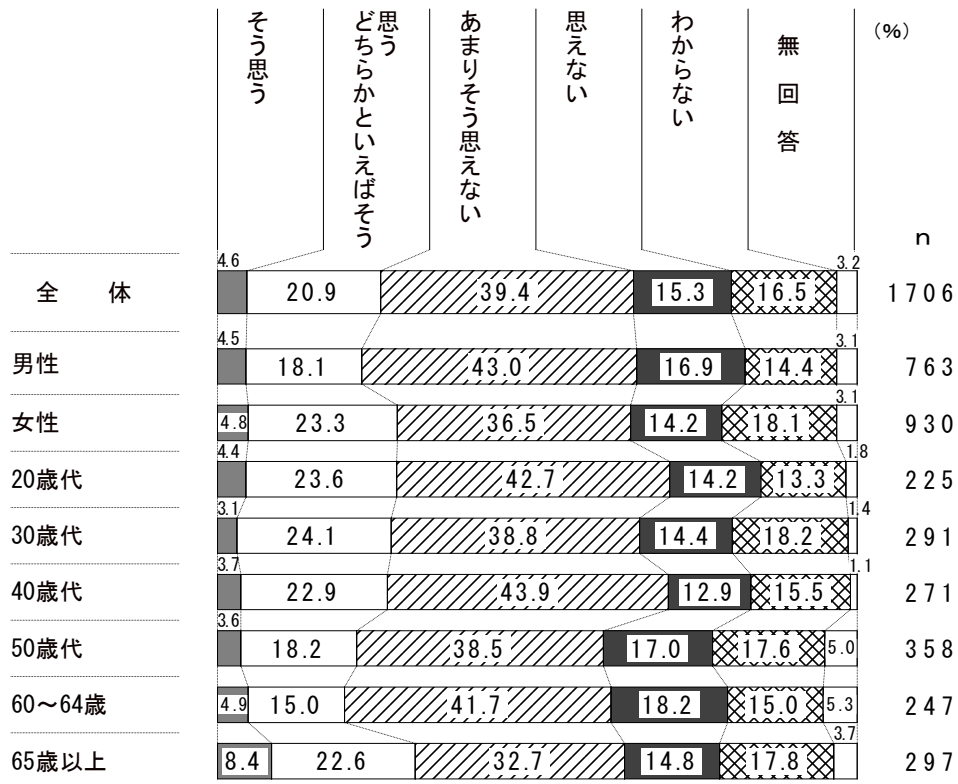 そう思う
どちらかといえばそう思う
あまりそう思えない
思えない
わからない
無回答
（%）
n
4.6 3.2
全　体 20.9 39.4 15.3 16.5 1706
4.5 3.1
男性 18.1 43.0 16.9 14.4 763
3.1
女性 4.8 23.3 36.5 14.2 18.1 930
4.4 1.8
20歳代 23.6 42.7 14.2 13.3 225
3.1 1.4
30歳代 24.1 38.8 14.4 18.2 291
3.7 1.1
40歳代 22.9 43.9 12.9 15.5 271
3.6
50歳代 18.2 38.5 17.0 17.6 5.0 358
60～64歳 4.9 15.0 41.7 18.2 15.0 5.3 247
3.7
65歳以上 8.4 22.6 32.7 14.8 17.8 297